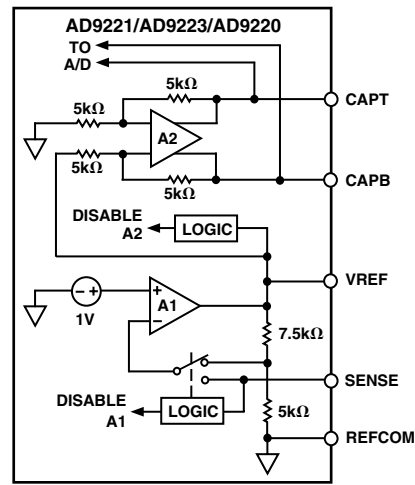 AD9221/AD9223/AD9220
TO
A/D
5kΩ
CAPT
5kΩ
A2
5kΩ
CAPB
5kΩ
DISABLE
A2
LOGIC
VREF
A1
1V
7.5kΩ
SENSE
DISABLE
A1
LOGIC
5kΩ
REFCOM